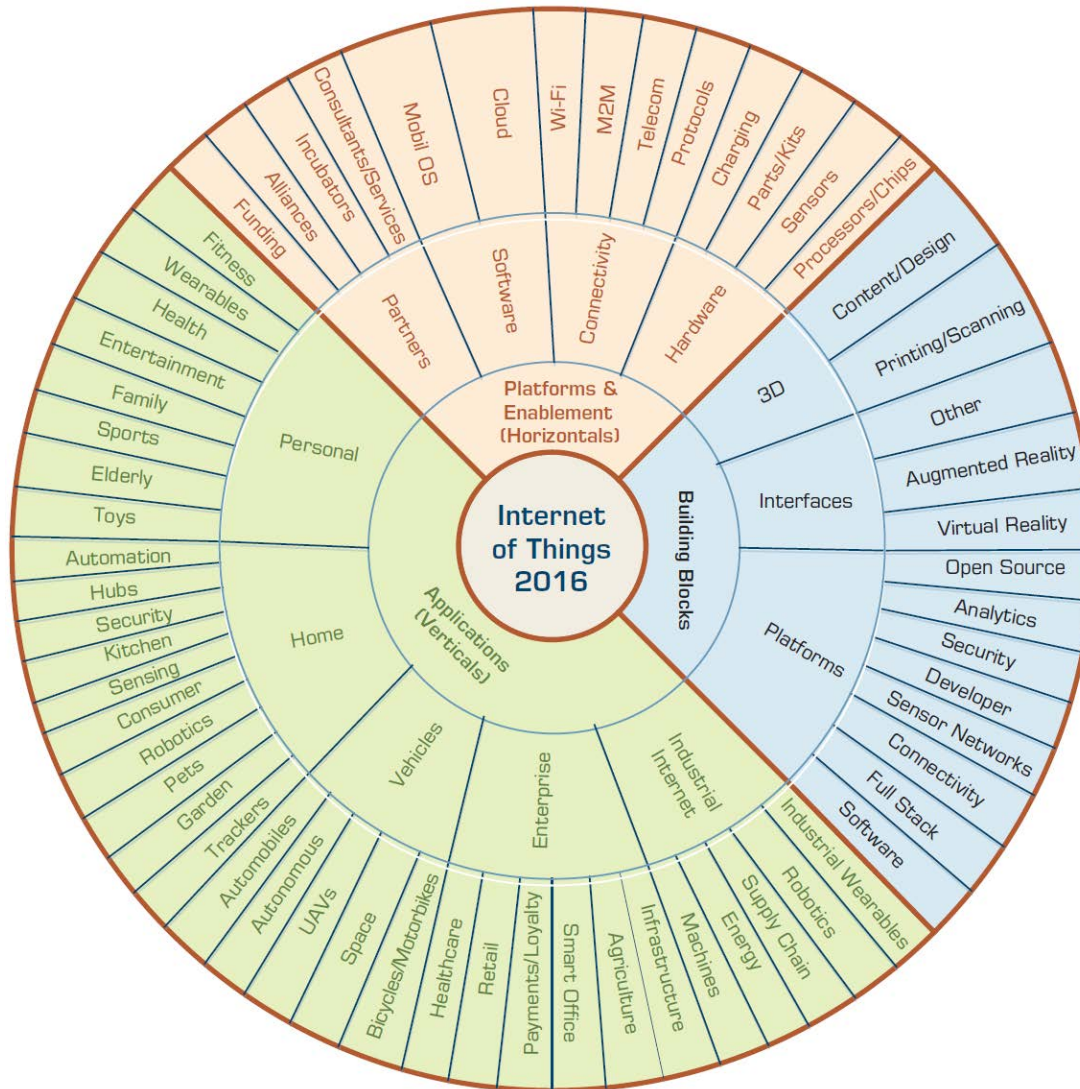 Internet
of Things
2016
Platforms &
Enablement
(Horizontals)
Partners
Funding
Alliances
Incubators
Consultants/Services
Software
Mobil OS
Cloud
Connectivity
Wi-Fi
M2M
Telecom
Protocols
Hardware
Charging
Parts/Kits
Sensors
Processors/Chips
Building Blocks
3D
Content/Design
Printing/Scanning
Interfaces
Other
Augmented Reality
Virtual Reality
Platforms
Open Source
Analytics
Security
Developer
Sensor Networks
Connectivity
Full Stack
Software
Applications
(Verticals)
Personal
Fitness
Wearables
Health
Entertainment
Family
Sports
Elderly
Toys
Home
Automation
Hubs
Security
Kitchen
Sensing
Consumer
Robotics
Pets
Garden
Trackers
Vehicles
Automobiles
Autonomous
UAVs
Space
Bicycles/Motorbikes
Enterprise
Healthcare
Retail
Payments/Loyalty
Smart Office
Agriculture
Infrastructure
Industrial
Internet
Machines
Energy
Supply Chain
Robotics
Industrial Wearables